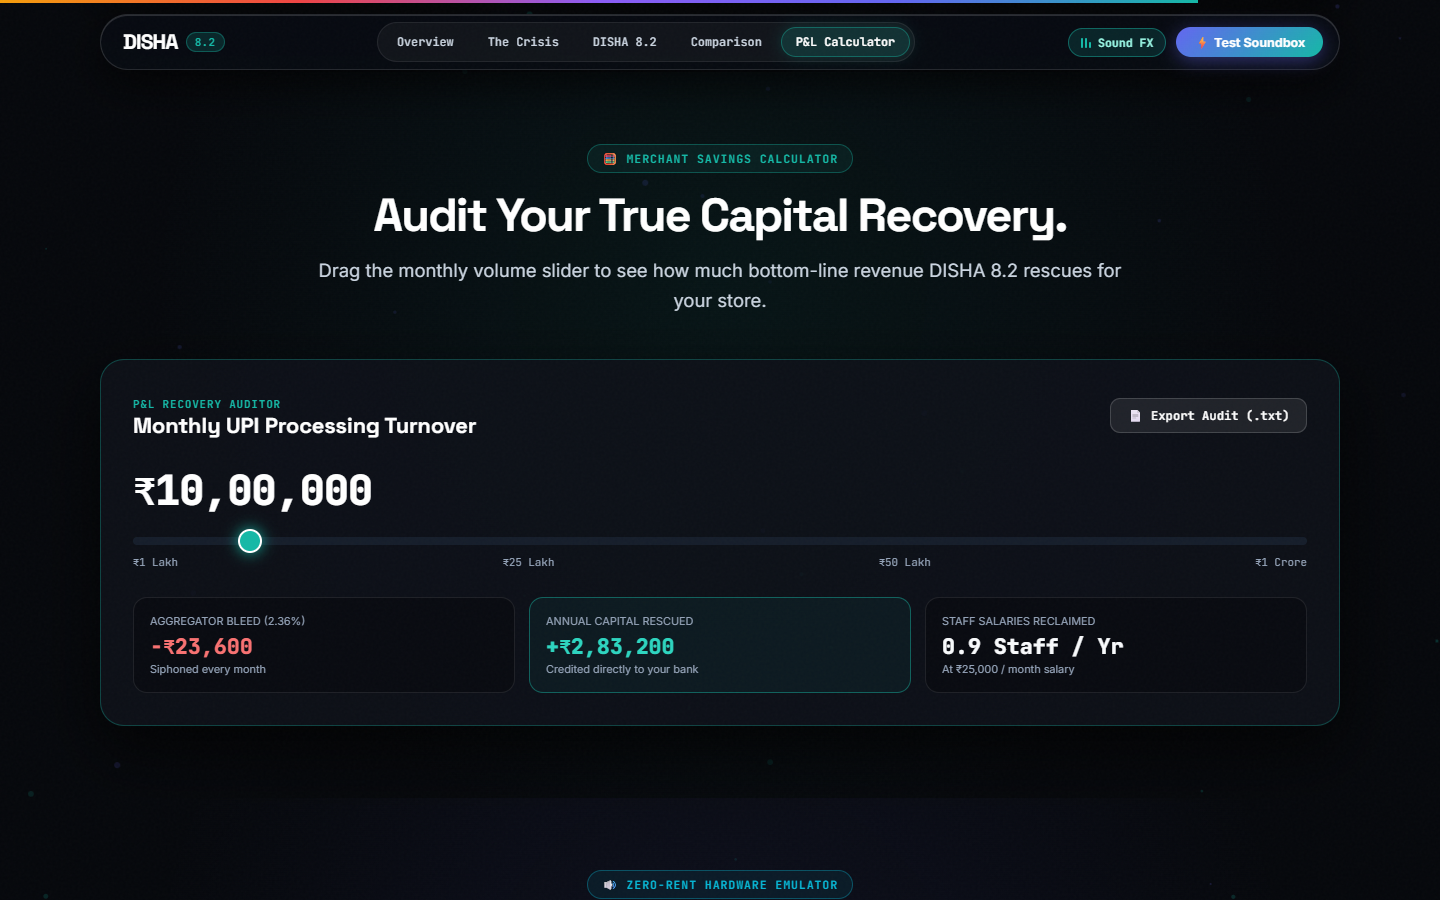 DISHA 8.2
Overview The Crisis DISHA 8.2 Comparison P&L Calculator
Sound FX Test Soundbox
MERCHANT SAVINGS CALCULATOR
Audit Your True Capital Recovery.
Drag the monthly volume slider to see how much bottom-line revenue DISHA 8.2 rescues for
your store.
P&L RECOVERY AUDITOR
Monthly UPI Processing Turnover
Export Audit (.txt)
₹10,00,000
₹1 Lakh ₹25 Lakh ₹50 Lakh ₹1 Crore
AGGREGATOR BLEED (2.36%)
-₹23,600
Siphoned every month
ANNUAL CAPITAL RESCUED
+₹2,83,200
Credited directly to your bank
STAFF SALARIES RECLAIMED
0.9 Staff / Yr
At ₹25,000 / month salary
ZERO-RENT HARDWARE EMULATOR